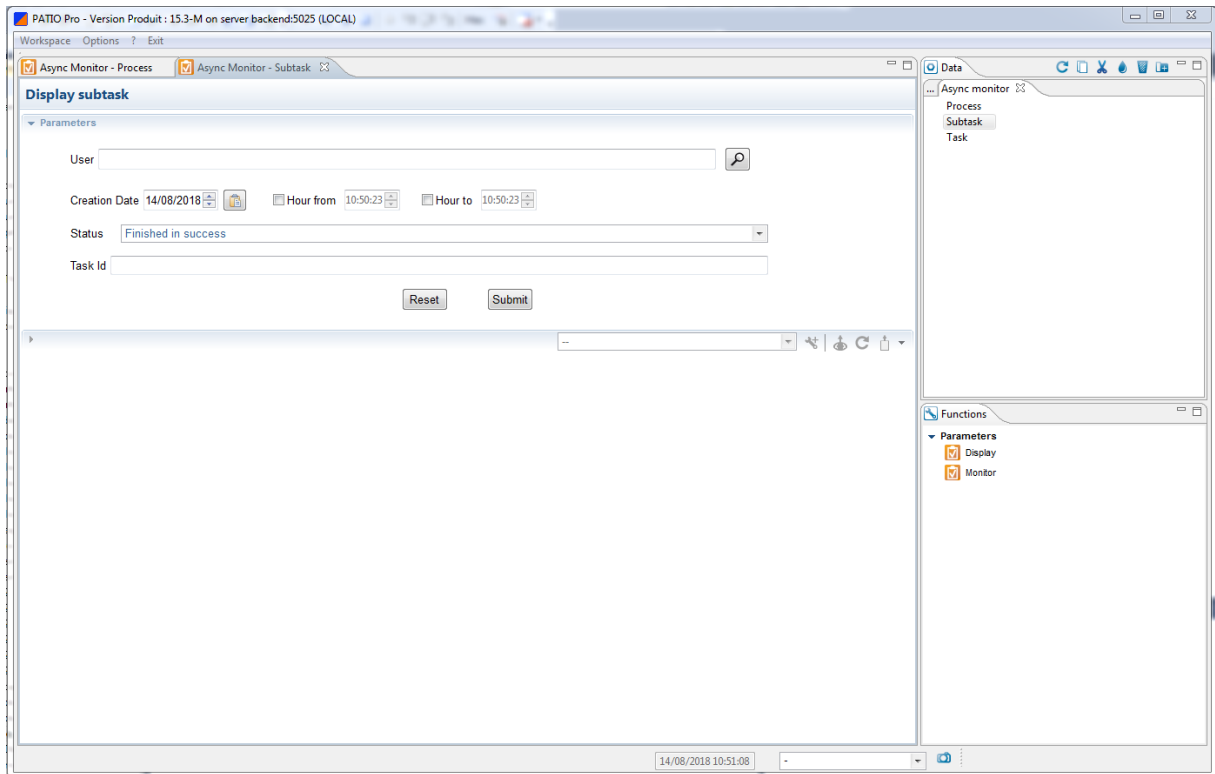 PATIO Pro - Version Produit : 15.3-M on server backend:5025 (LOCAL)
Workspace Options ? Exit
Async Monitor - Process Async Monitor - Subtask
Display subtask
Parameters
User
Creation Date 14/08/2018 Hour from 10:50:23 Hour to 10:50:23
Status Finished in success
Task Id
Reset Submit
--
Data
... Async monitor
Process
Subtask
Task
Functions
Parameters
Display
Monitor
14/08/2018 10:51:08 -